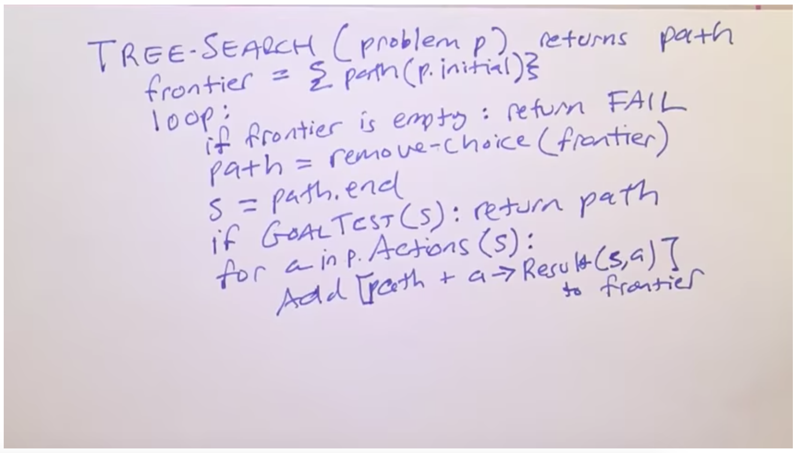 TREE-SEARCH (problem p) returns path
frontier = { path(p.initial)}
loop:
if frontier is empty: return FAIL
path = remove-choice(frontier)
s = path.end
if GOALTEST(s): return path
for a in p.Actions(s):
Add [path + a→Result(s,a)]
to frontier